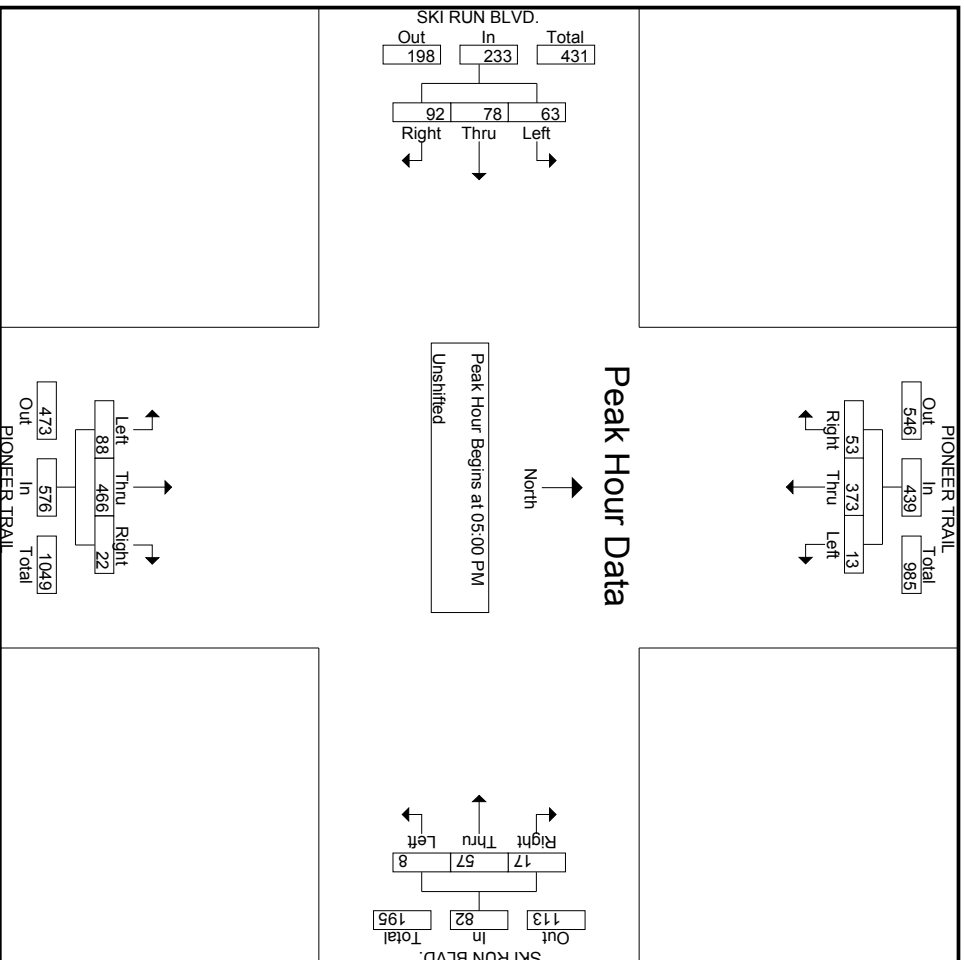 SKI RUN BLVD.
Out In Total
198 233 431
92 78 63
Right Thru Left
PIONEER TRAIL
Out In Total
546 439 985
53 373 13
Right Thru Left
Peak Hour Data
North
Peak Hour Begins at 05:00 PM
Unshifted
Left Thru Right
88 466 22
473 576 1049
Out In Total
PIONEER TRAIL
Left Thru Right
8 57 17
195 82 113
Total In Out
SKI RUN BLVD.